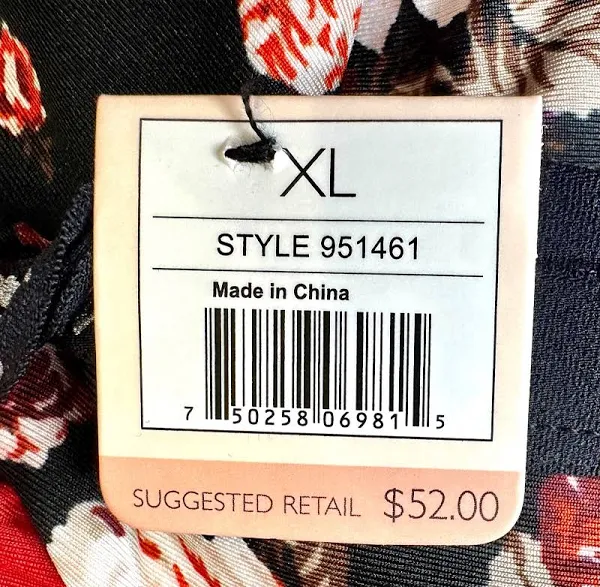 XL
STYLE 951461
Made in China
7 50258 06981 5
SUGGESTED RETAIL $52.00